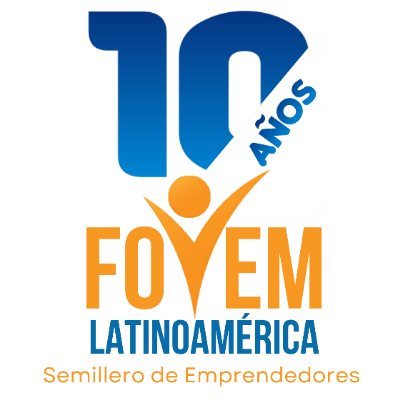 10
AÑOS
FOVEM
LATINOAMÉRICA
Semillero de Emprendedores